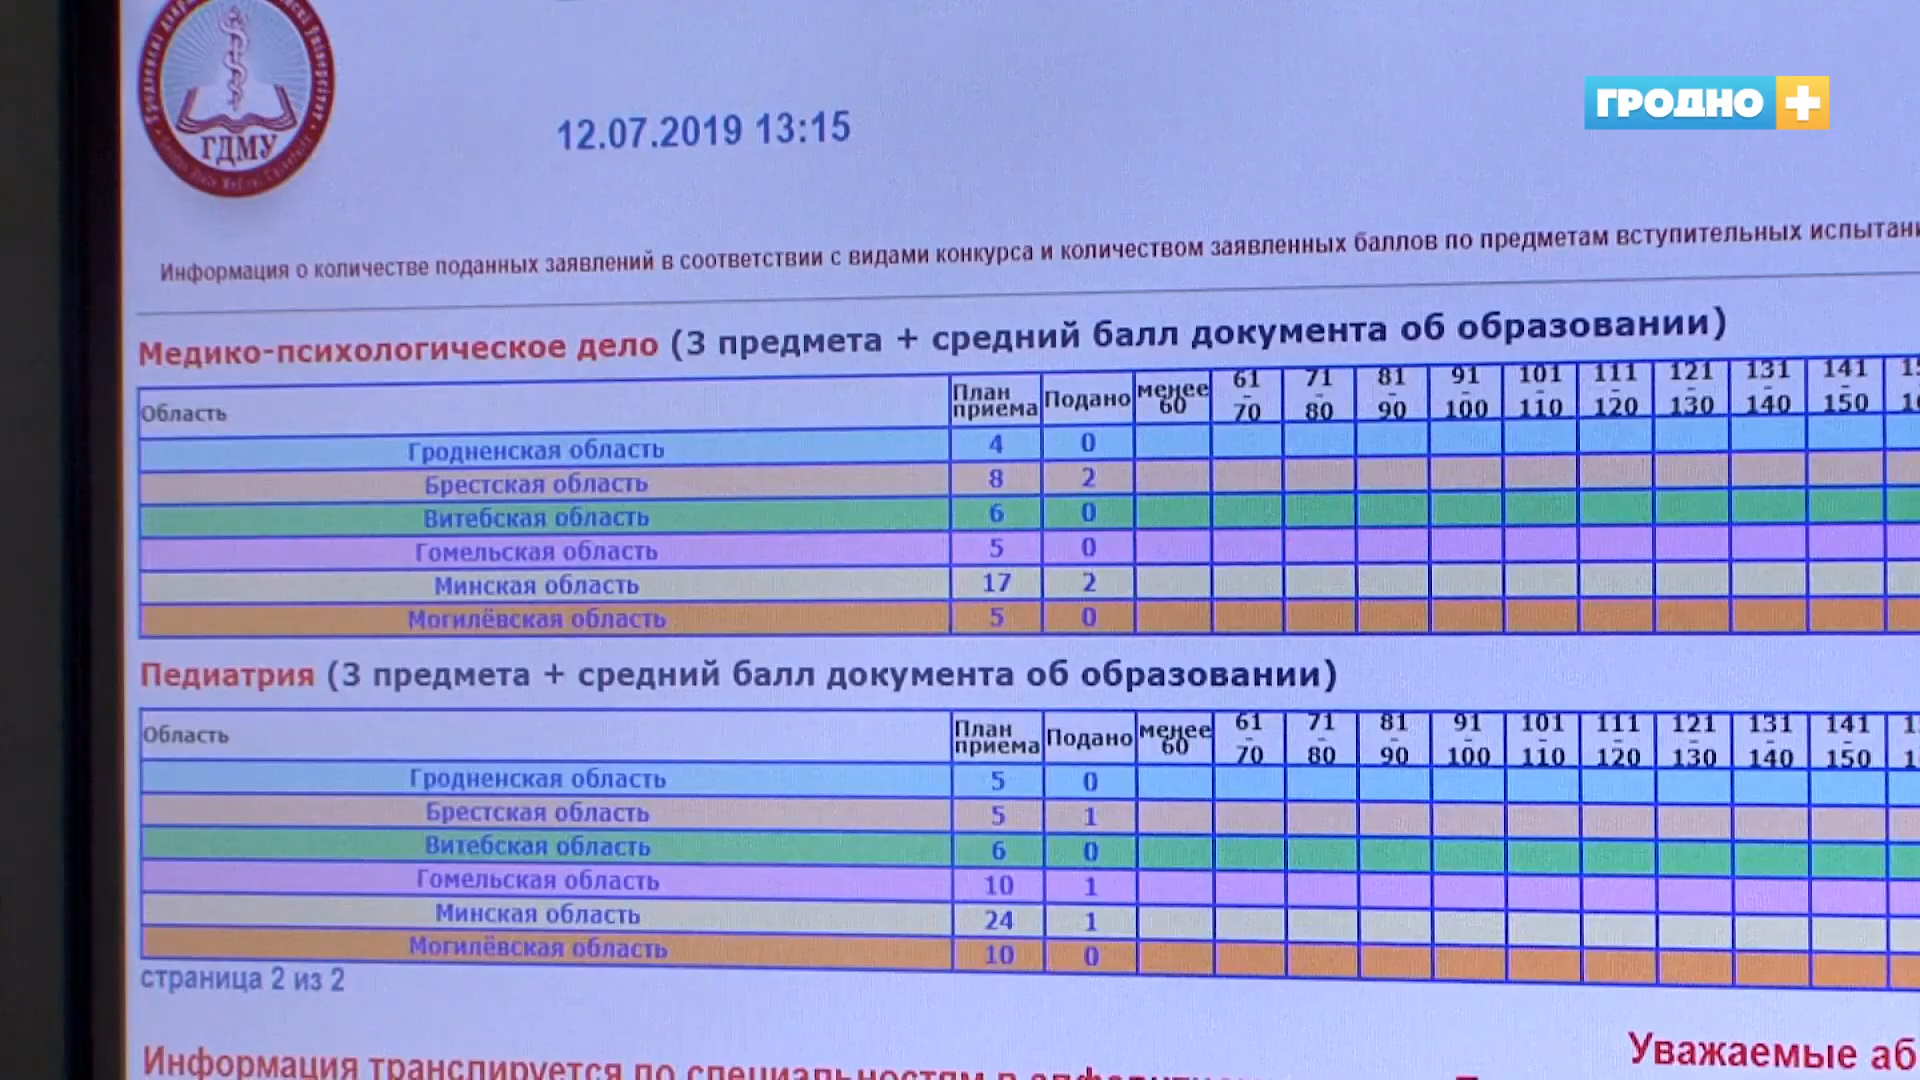 ГДМУ
12.07.2019 13:15
ГРОДНО +
Информация о количестве поданных заявлений в соответствии с видами конкурса и количеством заявленных баллов по предметам вступительных
Медико-психологическое дело (3 предмета + средний балл документа об образовании)
Область План приема Подано менее 60 61-70 71-80 81-90 91-100 101-110 111-120 121-130 131-140 141-150
Гродненская область 4 0
Брестская область 8 2
Витебская область 6 0
Гомельская область 5 0
Минская область 17 2
Могилёвская область 5 0
Педиатрия (3 предмета + средний балл документа об образовании)
Область План приема Подано менее 60 61-70 71-80 81-90 91-100 101-110 111-120 121-130 131-140 141-150
Гродненская область 5 0
Брестская область 5 1
Витебская область 6 0
Гомельская область 10 1
Минская область 24 1
Могилёвская область 10 0
страница 2 из 2
Уважаемые аб
Информация транслируется по специальностям в